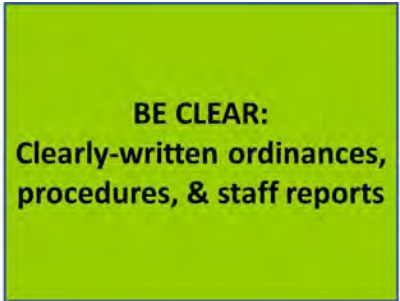 BE CLEAR:
Clearly-written ordinances,
procedures, & staff reports